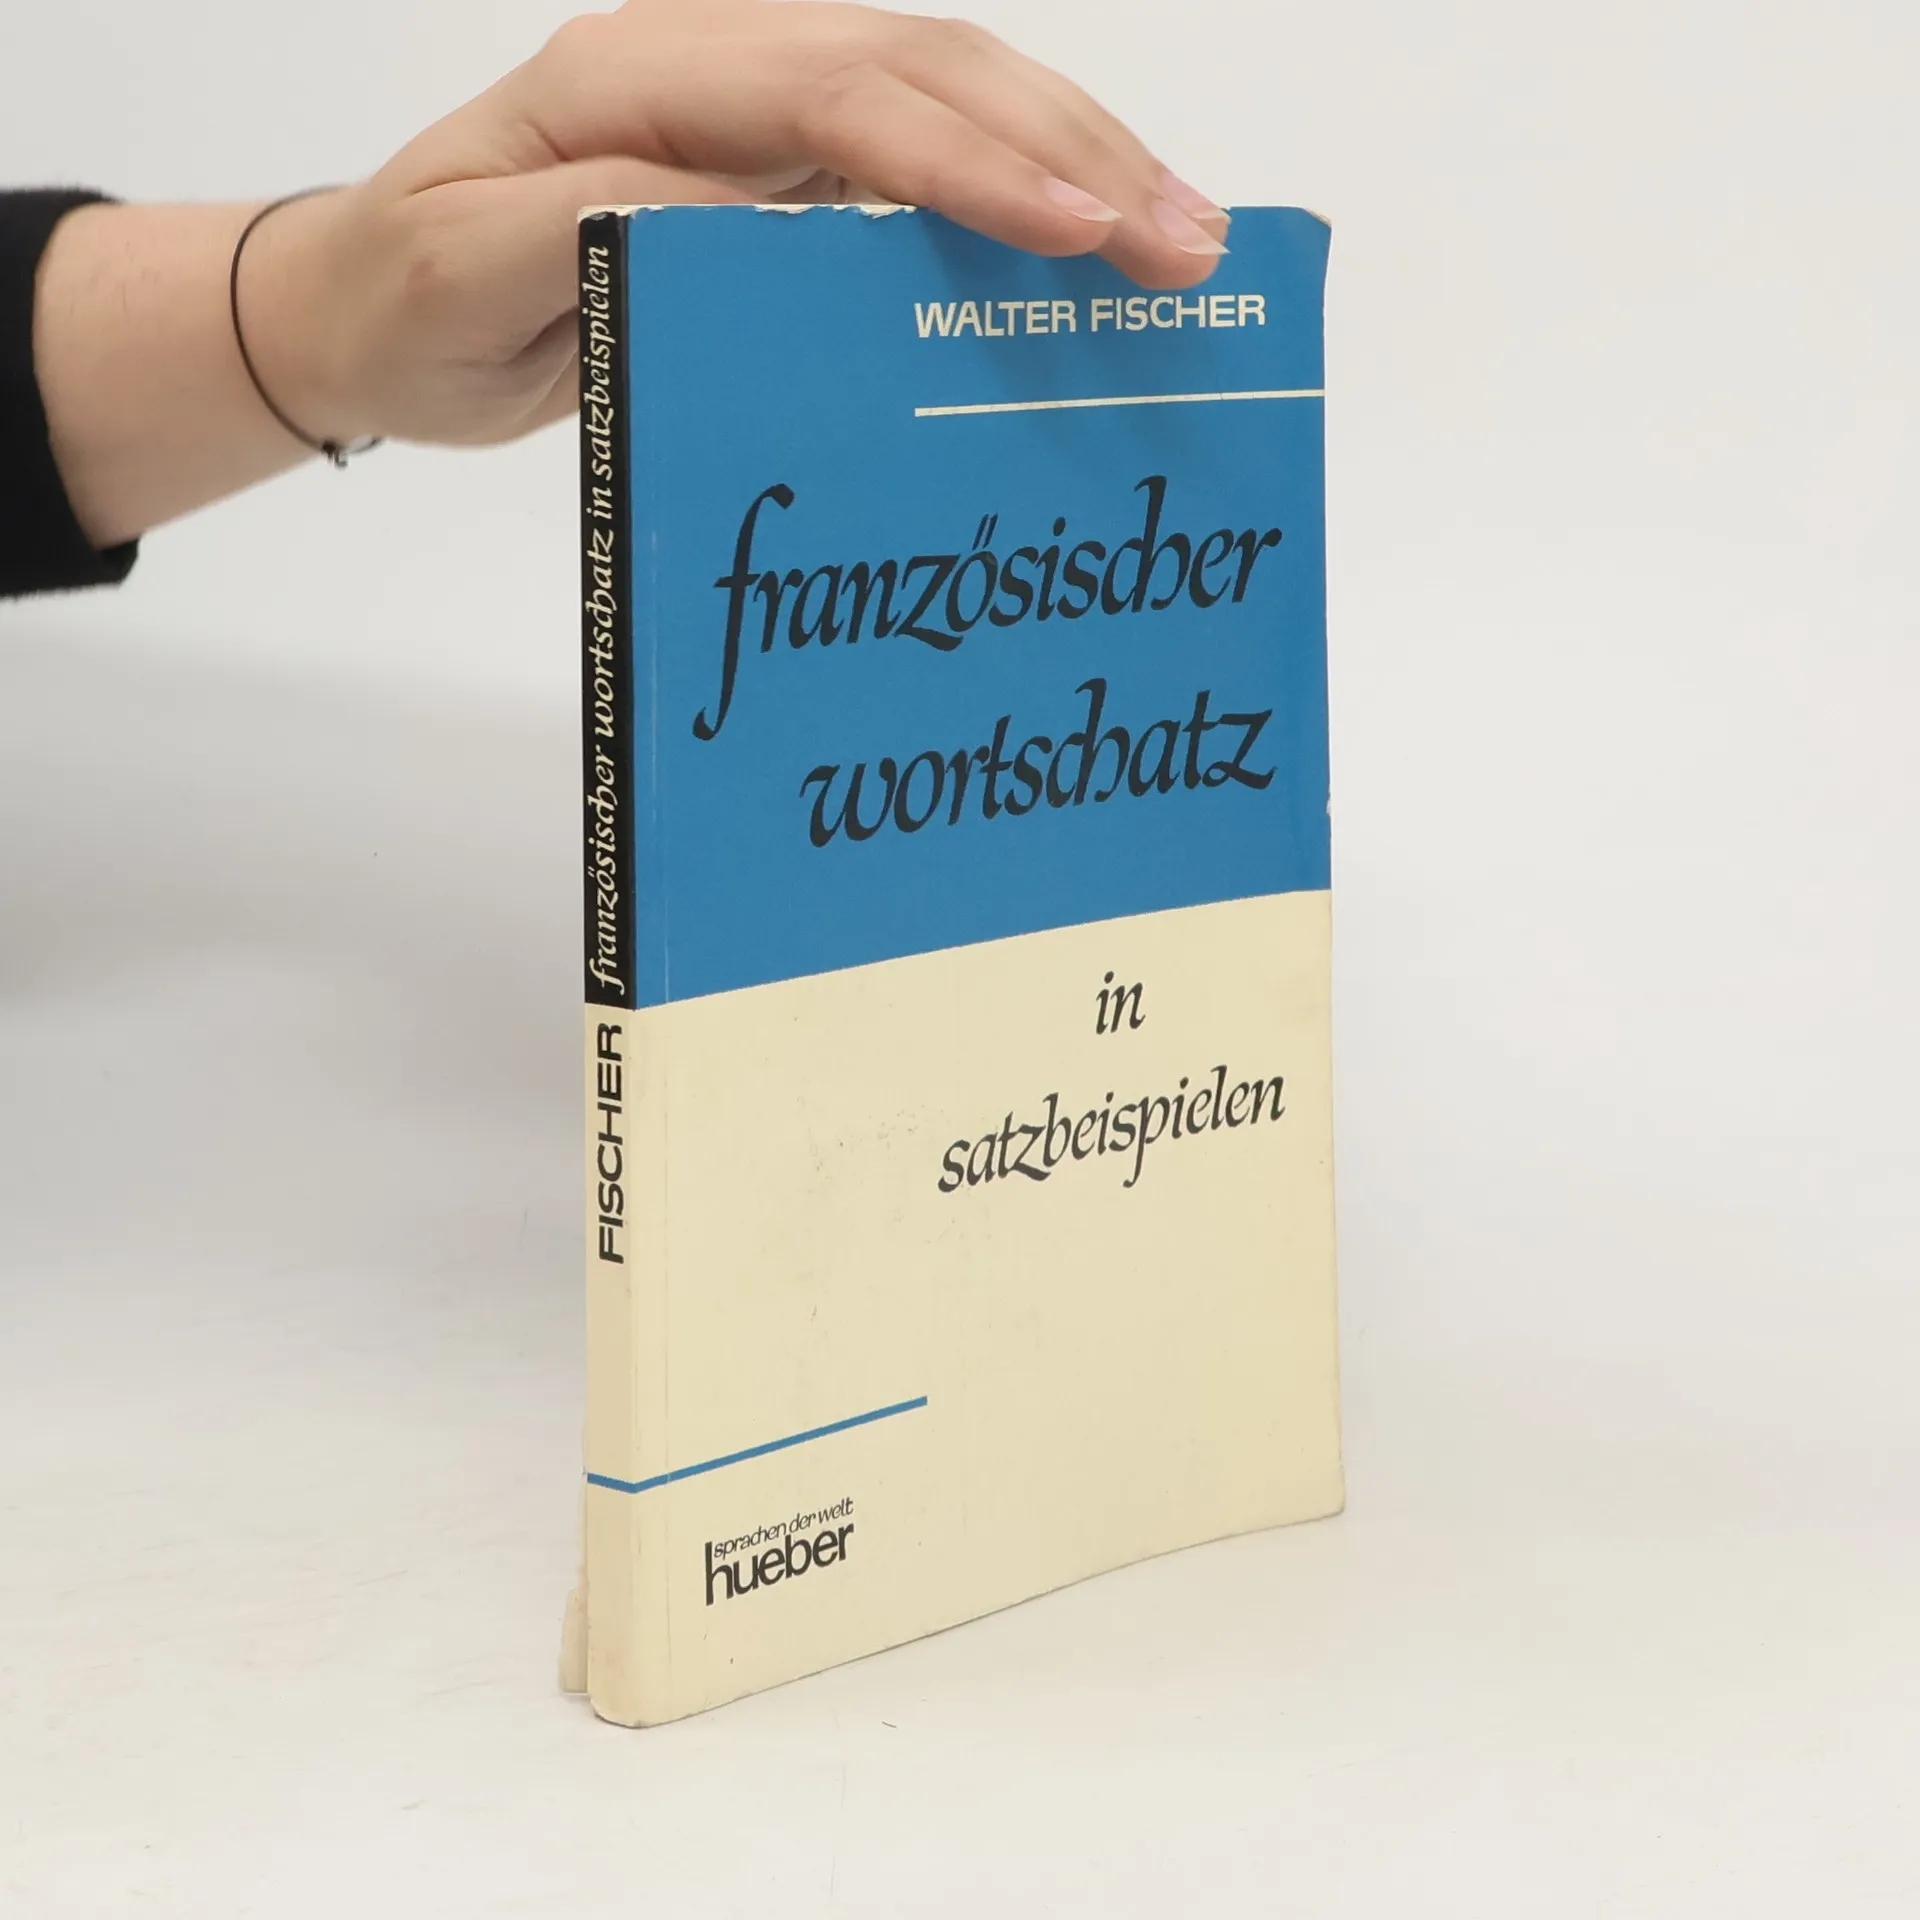 WALTER FISCHER
französischer
wortschatz
in
satzbeispielen
sprachen der welt
hueber
FISCHER französischer wortschatz in satzbeispielen